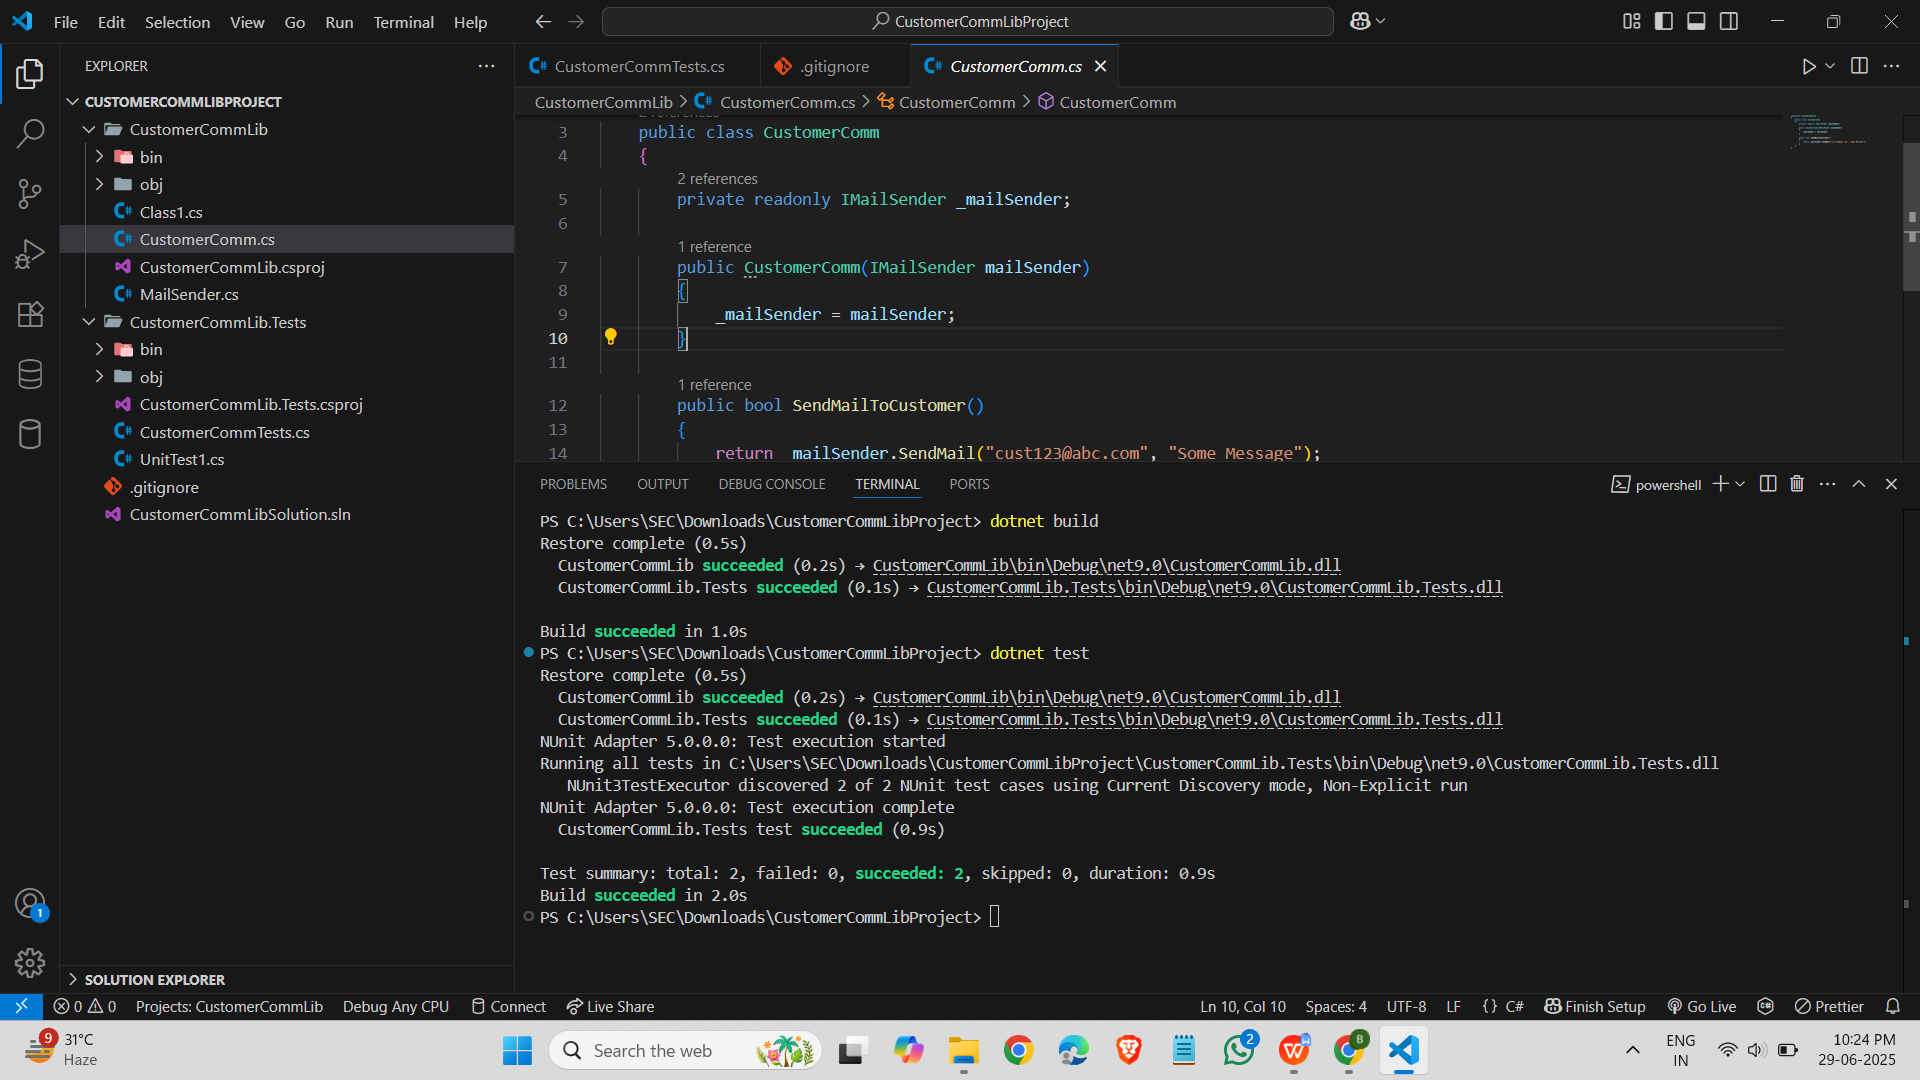 File Edit Selection View Go Run Terminal Help
CustomerCommLibProject
EXPLORER
CUSTOMERCOMMLIBPROJECT
CustomerCommLib
bin
obj
Class1.cs
CustomerComm.cs
CustomerCommLib.csproj
MailSender.cs
CustomerCommLib.Tests
bin
obj
CustomerCommLib.Tests.csproj
CustomerCommTests.cs
UnitTest1.cs
.gitignore
CustomerCommLibSolution.sln
SOLUTION EXPLORER
CustomerCommTests.cs .gitignore CustomerComm.cs
CustomerCommLib > CustomerComm.cs > CustomerComm > CustomerComm
2 references
3 public class CustomerComm
4 {
2 references
5 private readonly IMailSender _mailSender;
6
1 reference
7 public CustomerComm(IMailSender mailSender)
8 {
9 _mailSender = mailSender;
10 }
11
1 reference
12 public bool SendMailToCustomer()
13 {
14 return _mailSender.SendMail("cust123@abc.com", "Some Message");
PROBLEMS OUTPUT DEBUG CONSOLE TERMINAL PORTS
powershell
PS C:\Users\SEC\Downloads\CustomerCommLibProject> dotnet build
Restore complete (0.5s)
CustomerCommLib succeeded (0.2s) → CustomerCommLib\bin\Debug\net9.0\CustomerCommLib.dll
CustomerCommLib.Tests succeeded (0.1s) → CustomerCommLib.Tests\bin\Debug\net9.0\CustomerCommLib.Tests.dll
Build succeeded in 1.0s
PS C:\Users\SEC\Downloads\CustomerCommLibProject> dotnet test
Restore complete (0.5s)
CustomerCommLib succeeded (0.2s) → CustomerCommLib\bin\Debug\net9.0\CustomerCommLib.dll
CustomerCommLib.Tests succeeded (0.1s) → CustomerCommLib.Tests\bin\Debug\net9.0\CustomerCommLib.Tests.dll
NUnit Adapter 5.0.0.0: Test execution started
Running all tests in C:\Users\SEC\Downloads\CustomerCommLibProject\CustomerCommLib.Tests\bin\Debug\net9.0\CustomerCommLib.Tests.dll
NUnit3TestExecutor discovered 2 of 2 NUnit test cases using Current Discovery mode, Non-Explicit run
NUnit Adapter 5.0.0.0: Test execution complete
CustomerCommLib.Tests test succeeded (0.9s)
Test summary: total: 2, failed: 0, succeeded: 2, skipped: 0, duration: 0.9s
Build succeeded in 2.0s
PS C:\Users\SEC\Downloads\CustomerCommLibProject>
1
0 0 Projects: CustomerCommLib Debug Any CPU Connect Live Share Ln 10, Col 10 Spaces: 4 UTF-8 LF {} C# Finish Setup Go Live Prettier
9
31°C
Haze
Search the web
2
B
ENG
IN
10:24 PM
29-06-2025